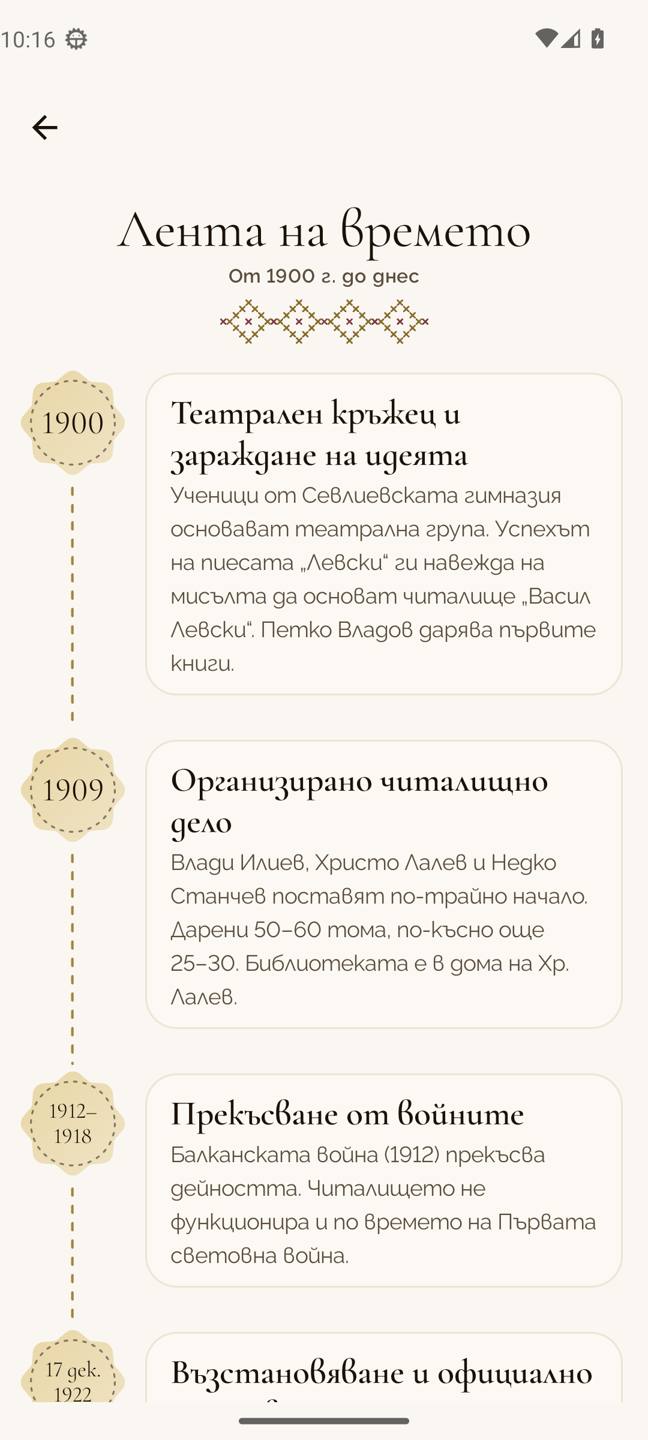 10:16
Лента на времето
От 1900 г. до днес
1900
Театрален кръжец и
зараждане на идеята
Ученици от Севлиевската гимназия
основават театрална група. Успехът
на пиесата „Левски“ ги навежда на
мисълта да основат читалище „Васил
Левски“. Петко Владов дарява първите
книги.
1909
Организирано читалищно
дело
Влади Илиев, Христо Лалев и Недко
Станчев поставят по-трайно начало.
Дарени 50–60 тома, по-късно още
25–30. Библиотеката е в дома на Хр.
Лалев.
1912–
1918
Прекъсване от войните
Балканската война (1912) прекъсва
дейността. Читалището не
функционира и по времето на Първата
световна война.
17 дек.
1922
Възстановяване и официално